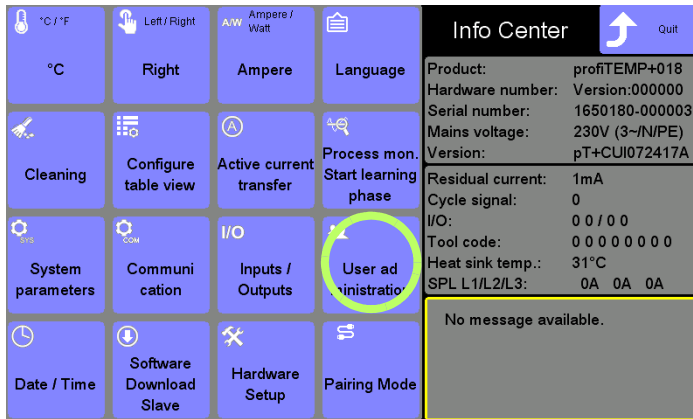 °C / °F
Left / Right
A/W Ampere / Watt
°C
Right
Ampere
Language
Cleaning
Configure
table view
Active current
transfer
Process mon.
Start learning
phase
SYS
COM
I/O
System
parameters
Communi
cation
Inputs /
Outputs
User ad
ministration
Date / Time
Software
Download
Slave
Hardware
Setup
Pairing Mode
Info Center
Quit
Product: profiTEMP+018
Hardware number: Version:000000
Serial number: 1650180-000003
Mains voltage: 230V (3~/N/PE)
Version: pT+CUI072417A
Residual current: 1mA
Cycle signal: 0
I/O: 0 0 / 0 0
Tool code: 0 0 0 0 0 0 0 0
Heat sink temp.: 31°C
SPL L1/L2/L3: 0A 0A 0A
No message available.